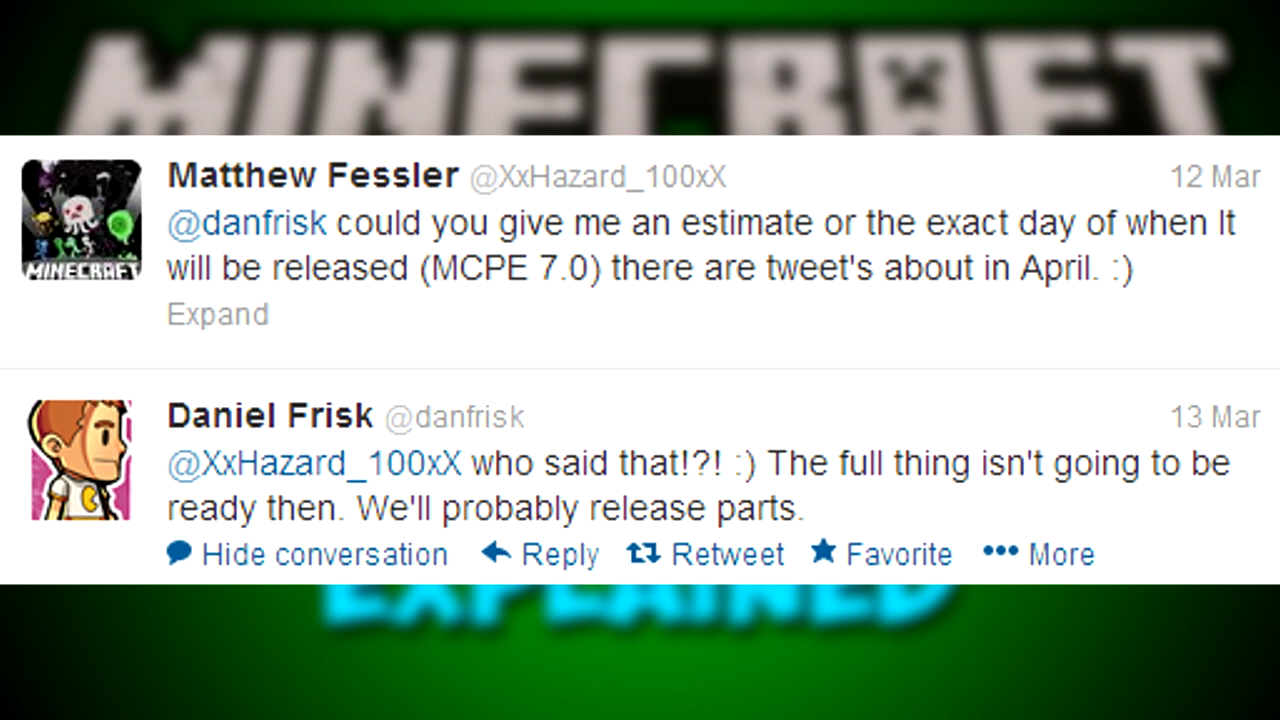 MINECRAFT
Matthew Fessler @XxHazard_100xX 12 Mar
@danfrisk could you give me an estimate or the exact day of when It
will be released (MCPE 7.0) there are tweet's about in April. :)
Expand
MINECRAFT
Daniel Frisk @danfrisk 13 Mar
@XxHazard_100xX who said that!?! :) The full thing isn't going to be
ready then. We'll probably release parts.
Hide conversation Reply Retweet Favorite More
EXPLAINED